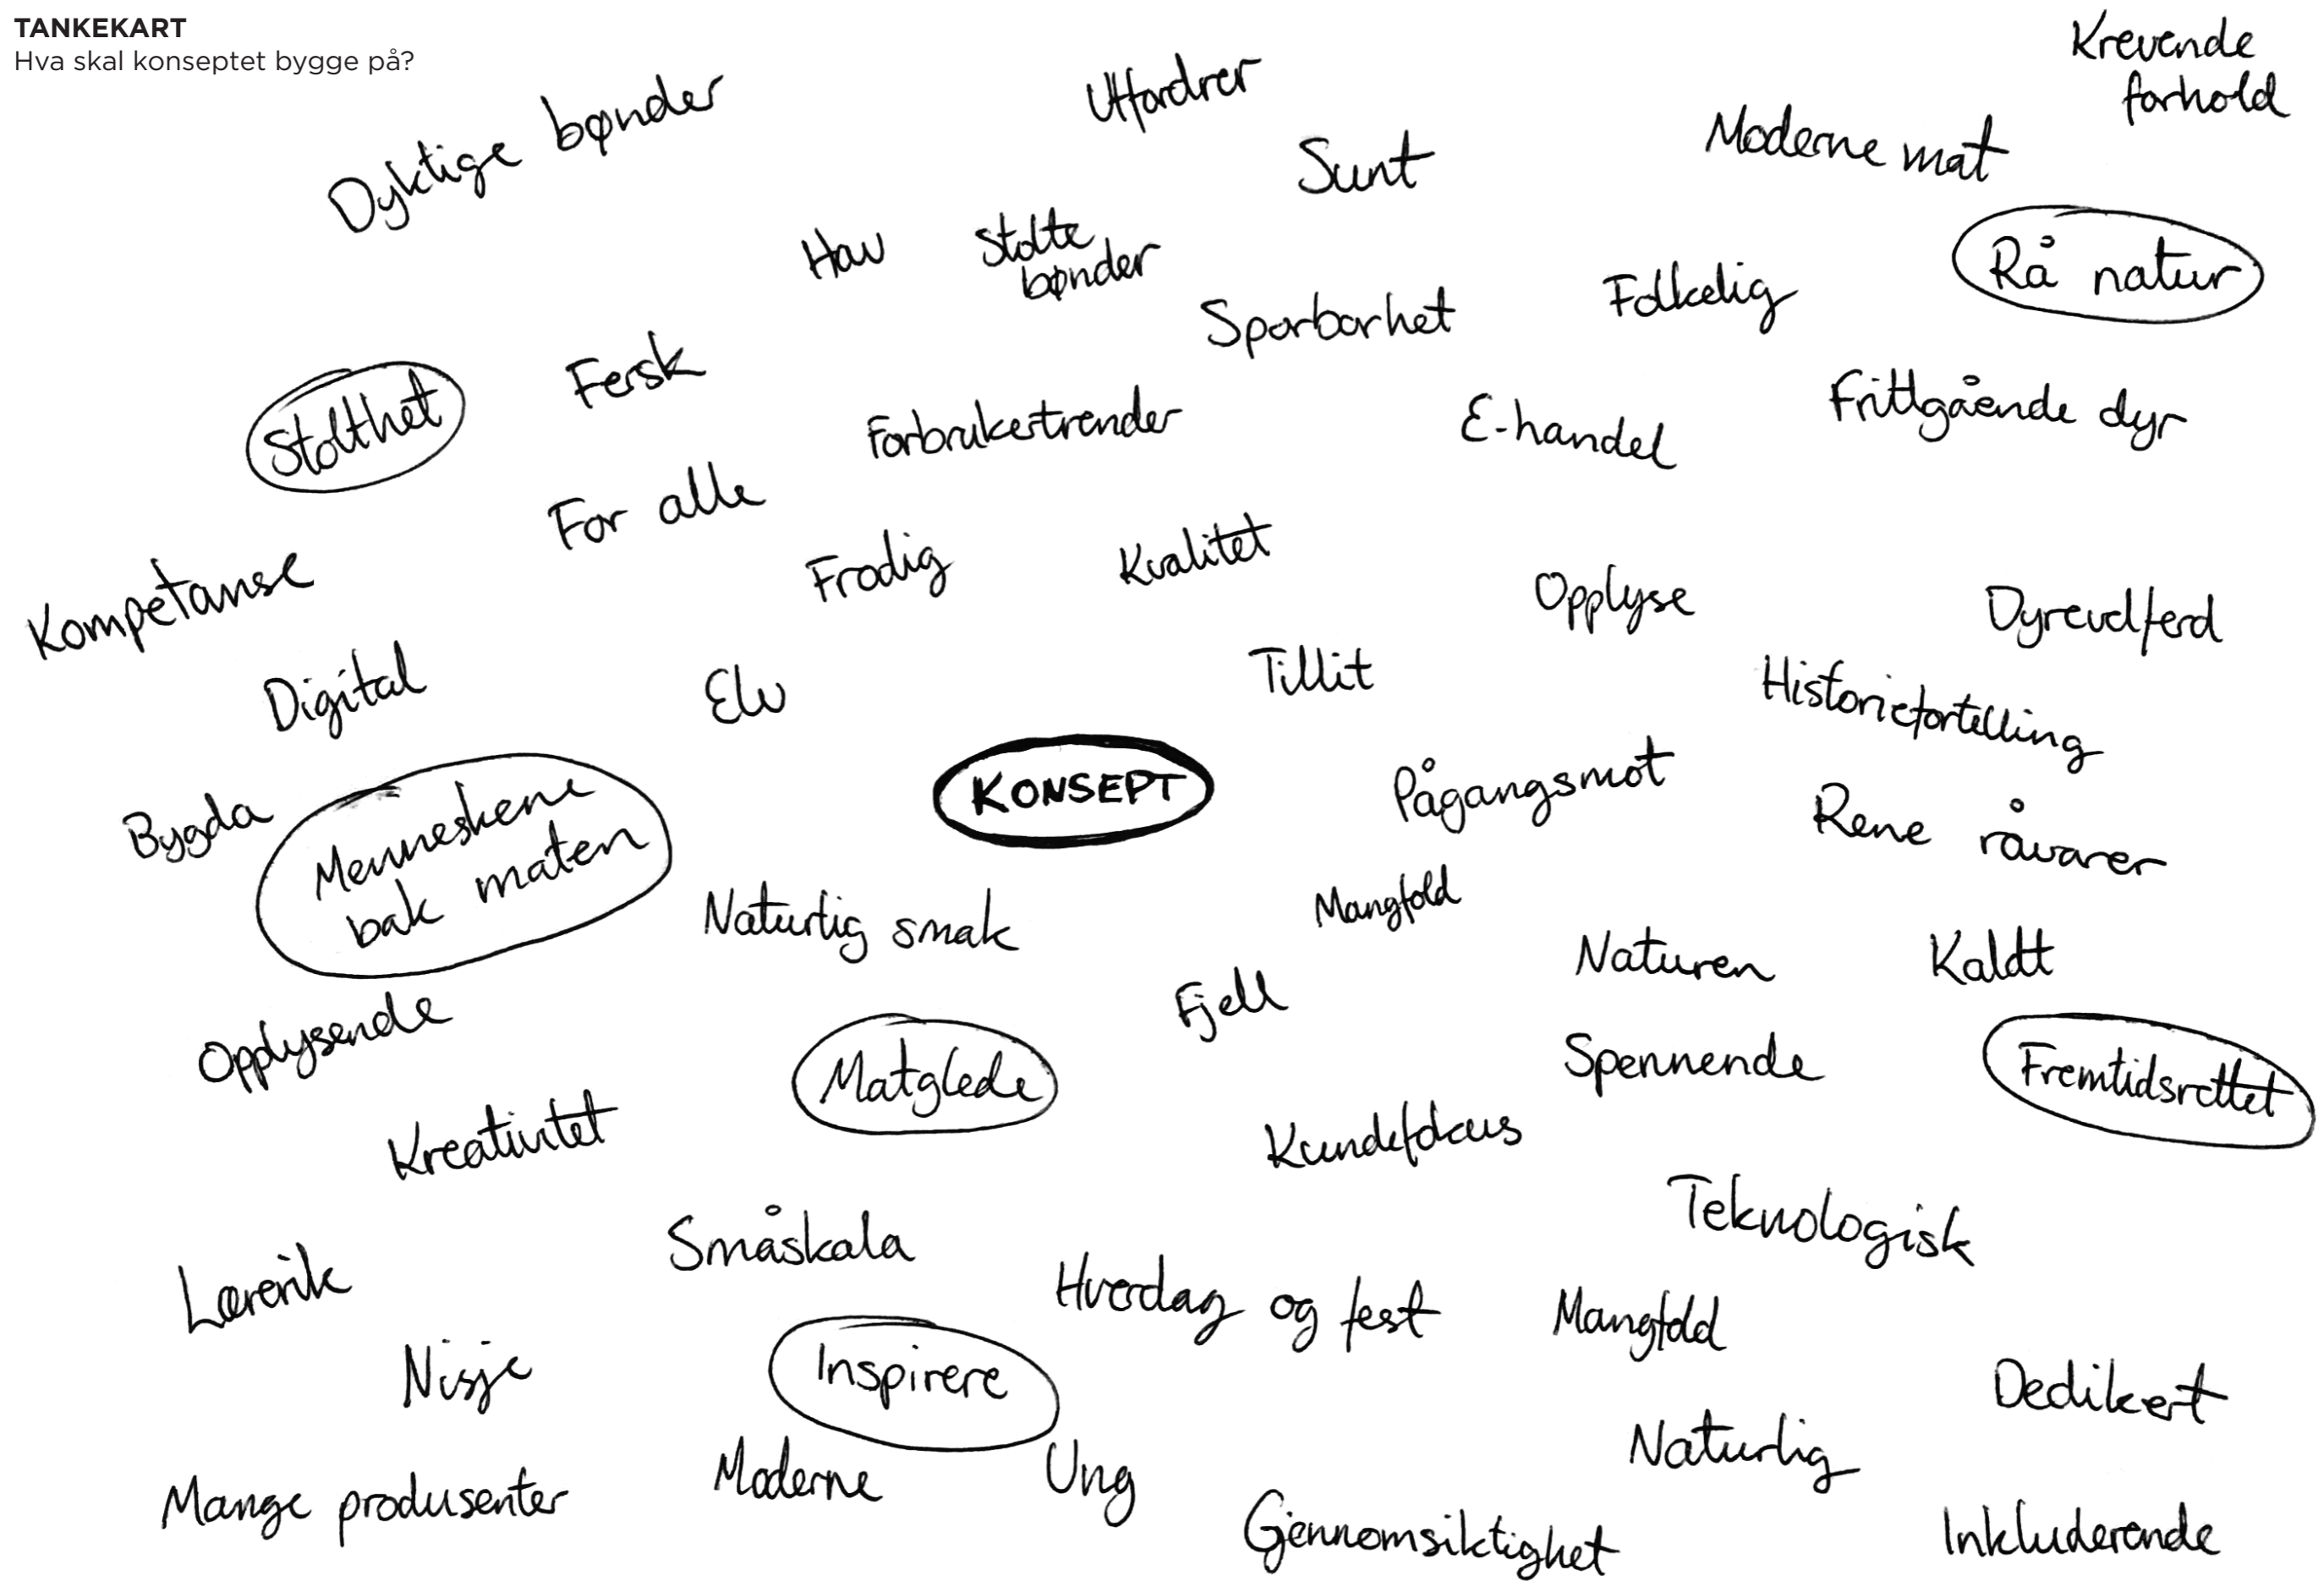 TANKEKART
Hva skal konseptet bygge på?
Krevende
forhold
Utfordrer
Dyktige bønder
Moderne mat
Sunt
Hav
Stolte
bønder
Rå natur
Folkelig
Sporbarhet
Fersk
Stolthet
Forbrukertrender
E-handel
Frittgående dyr
For alle
Frodig
Kvalitet
Kompetanse
Opplyse
Dyrevelferd
Digital
Elv
Tillit
Historiefortelling
KONSEPT
Pågangsmot
Bygda
Menneskene
bak maten
Rene råvarer
Naturlig smak
Mangfold
Naturen
Kaldt
Fjell
Opplysende
Matglede
Spennende
Fremtidsrettet
Kreativitet
Kundefokus
Teknologisk
Småskala
Lærerik
Hverdag og fest
Mangfold
Nisje
Inspirere
Dedikert
Naturlig
Moderne
Ung
Mange produsenter
Gjennomsiktighet
Inkluderende